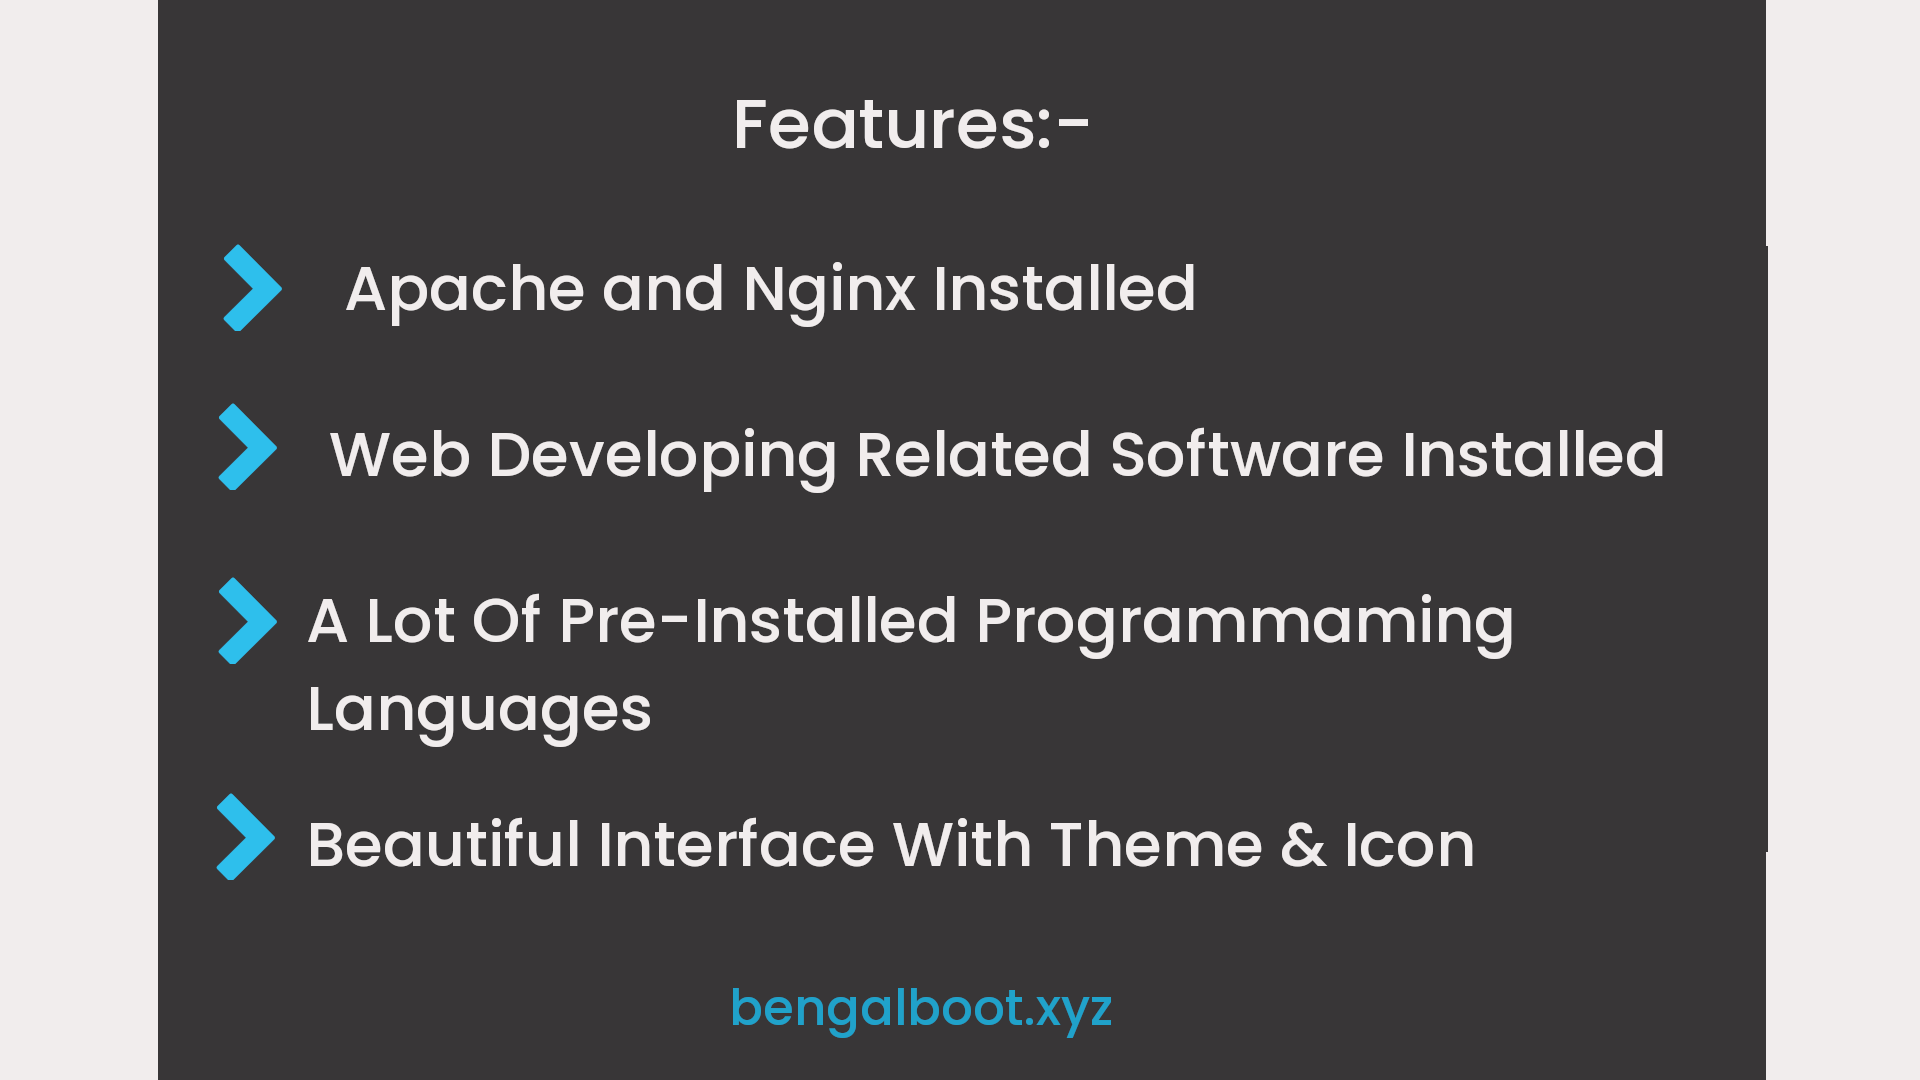 Features:-
Apache and Nginx Installed
Web Developing Related Software Installed
A Lot Of Pre-Installed Programmaming
Languages
Beautiful Interface With Theme & Icon
bengalboot.xyz